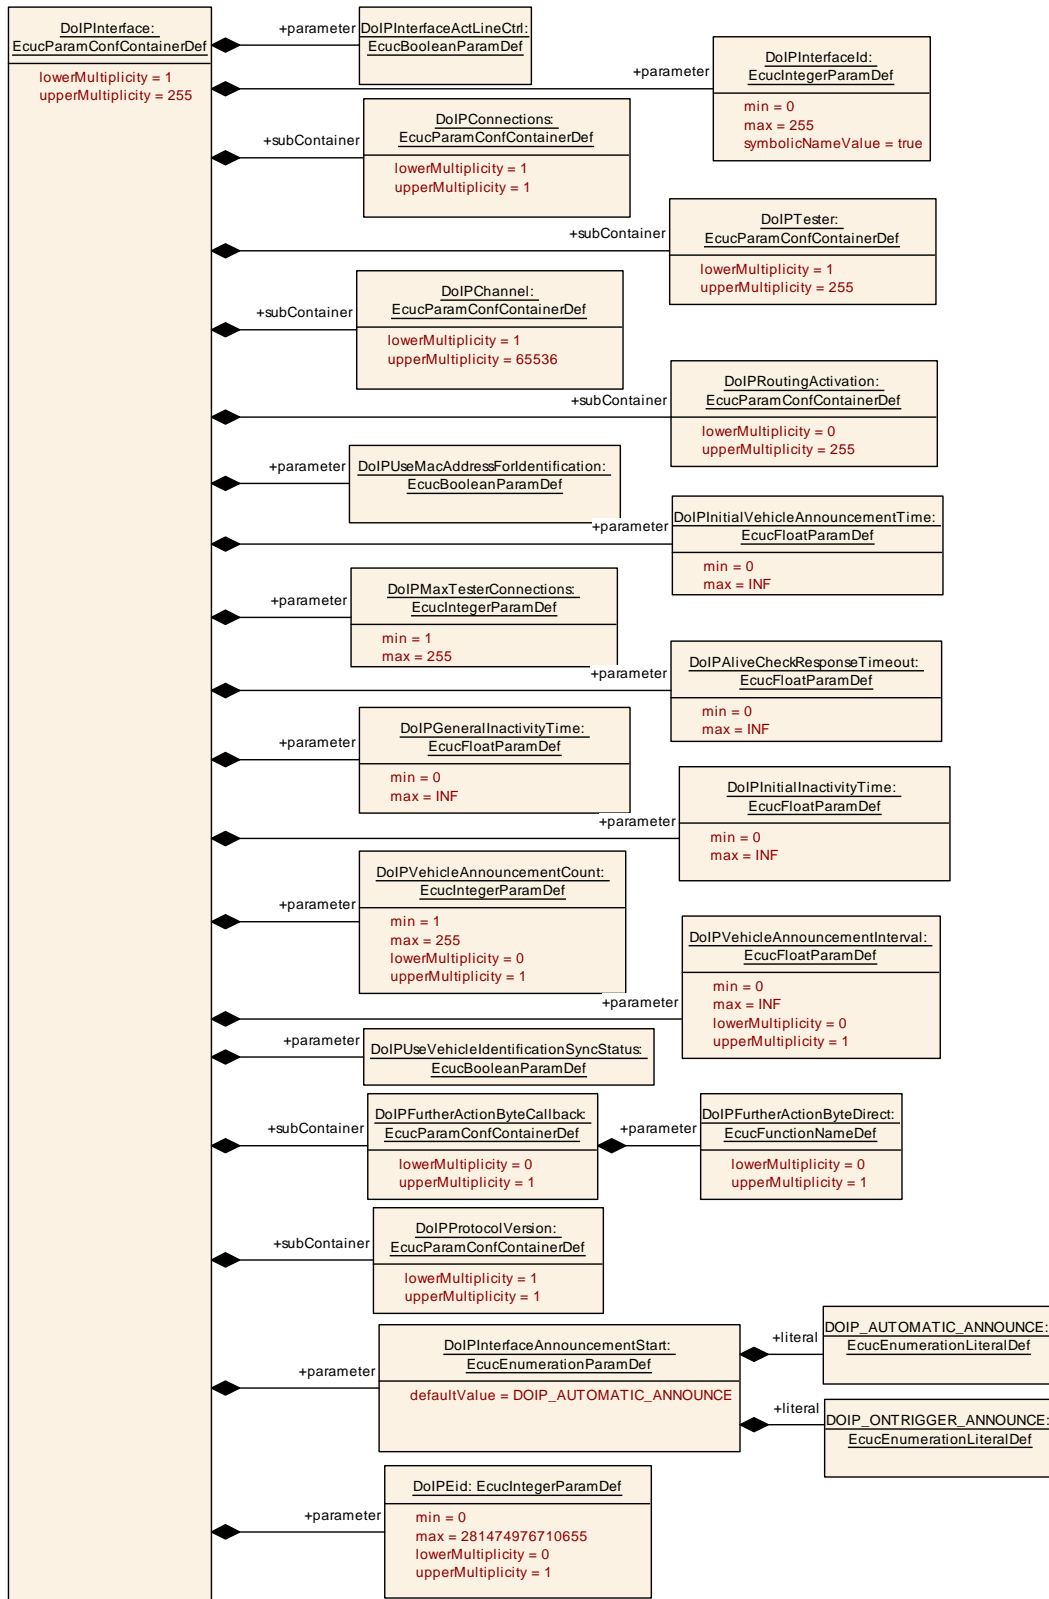 DoIPInterface:
EcucParamConfContainerDef
lowerMultiplicity = 1
upperMultiplicity = 255
+parameter
DoIPInterfaceActLineCtrl:
EcucBooleanParamDef
+parameter
DoIPInterfaceId:
EcucIntegerParamDef
min = 0
max = 255
symbolicNameValue = true
+subContainer
DoIPConnections:
EcucParamConfContainerDef
lowerMultiplicity = 1
upperMultiplicity = 1
+subContainer
DoIPTester:
EcucParamConfContainerDef
lowerMultiplicity = 1
upperMultiplicity = 255
+subContainer
DoIPChannel:
EcucParamConfContainerDef
lowerMultiplicity = 1
upperMultiplicity = 65536
+subContainer
DoIPRoutingActivation:
EcucParamConfContainerDef
lowerMultiplicity = 0
upperMultiplicity = 255
+parameter
DoIPUseMacAddressForIdentification:
EcucBooleanParamDef
+parameter
DoIPInitialVehicleAnnouncementTime:
EcucFloatParamDef
min = 0
max = INF
+parameter
DoIPMaxTesterConnections:
EcucIntegerParamDef
min = 1
max = 255
+parameter
DoIPAliveCheckResponseTimeout:
EcucFloatParamDef
min = 0
max = INF
+parameter
DoIPGeneralInactivityTime:
EcucFloatParamDef
min = 0
max = INF
+parameter
DoIPInitialInactivityTime:
EcucFloatParamDef
min = 0
max = INF
+parameter
DoIPVehicleAnnouncementCount:
EcucIntegerParamDef
min = 1
max = 255
lowerMultiplicity = 0
upperMultiplicity = 1
+parameter
DoIPVehicleAnnouncementInterval:
EcucFloatParamDef
min = 0
max = INF
lowerMultiplicity = 0
upperMultiplicity = 1
+parameter
DoIPUseVehicleIdentificationSyncStatus:
EcucBooleanParamDef
+subContainer
DoIPFurtherActionByteCallback:
EcucParamConfContainerDef
lowerMultiplicity = 0
upperMultiplicity = 1
+parameter
DoIPFurtherActionByteDirect:
EcucFunctionNameDef
lowerMultiplicity = 0
upperMultiplicity = 1
+subContainer
DoIPProtocolVersion:
EcucParamConfContainerDef
lowerMultiplicity = 1
upperMultiplicity = 1
+parameter
DoIPInterfaceAnnouncementStart:
EcucEnumerationParamDef
defaultValue = DOIP_AUTOMATIC_ANNOUNCE
+literal
DOIP_AUTOMATIC_ANNOUNCE:
EcucEnumerationLiteralDef
+literal
DOIP_ONTRIGGER_ANNOUNCE:
EcucEnumerationLiteralDef
+parameter
DoIPEid: EcucIntegerParamDef
min = 0
max = 281474976710655
lowerMultiplicity = 0
upperMultiplicity = 1